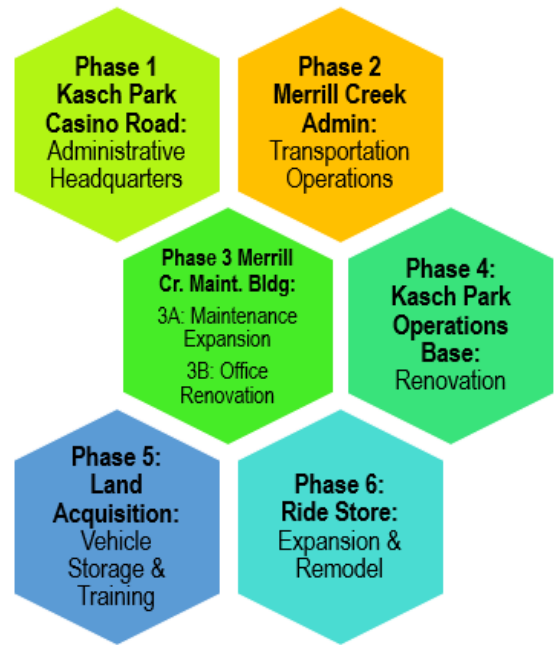 Phase 1
Kasch Park
Casino Road:
Administrative
Headquarters
Phase 2
Merrill Creek
Admin:
Transportation
Operations
Phase 3 Merrill
Cr. Maint. Bldg:
3A: Maintenance
Expansion
3B: Office
Renovation
Phase 4:
Kasch Park
Operations
Base:
Renovation
Phase 5:
Land
Acquisition:
Vehicle
Storage &
Training
Phase 6:
Ride Store:
Expansion &
Remodel